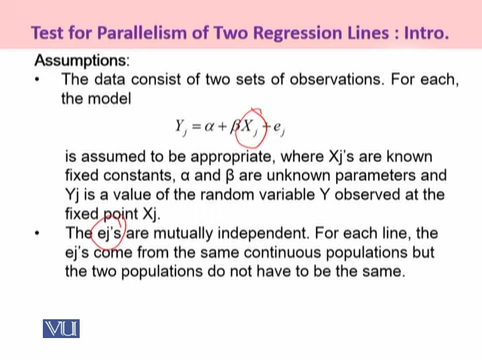 Test for Parallelism of Two Regression Lines : Intro.
Assumptions:
• The data consist of two sets of observations. For each,
the model
Yj = α + βXj + ej
is assumed to be appropriate, where Xj's are known
fixed constants, α and β are unknown parameters and
Yj is a value of the random variable Y observed at the
fixed point Xj.
• The ej's are mutually independent. For each line, the
ej's come from the same continuous populations but
the two populations do not have to be the same.
VU